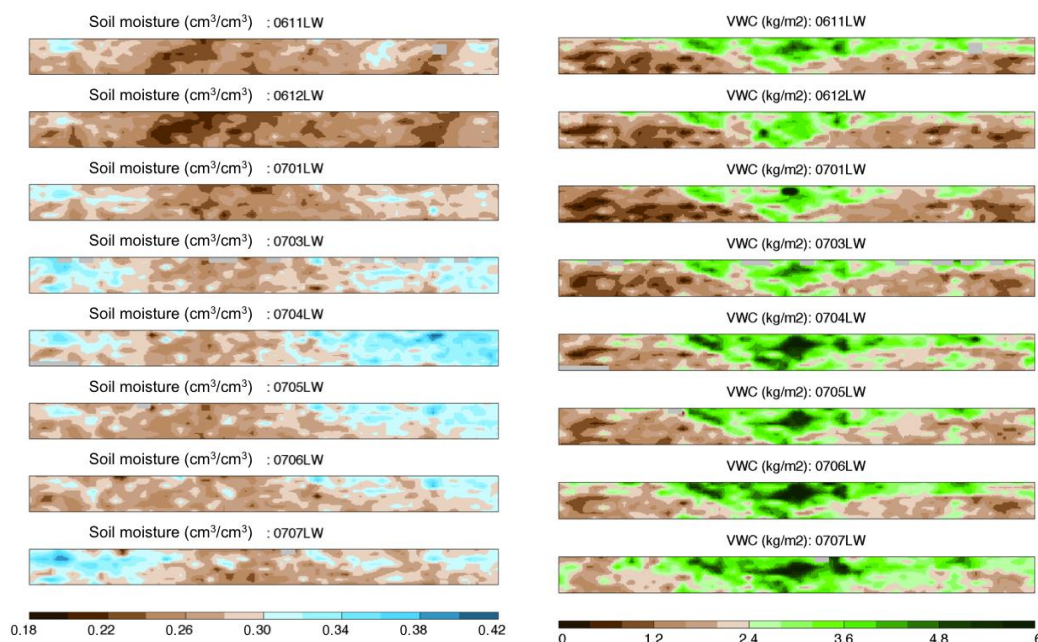 Soil moisture (cm³/cm³) : 0611LW
Soil moisture (cm³/cm³) : 0612LW
Soil moisture (cm³/cm³) : 0701LW
Soil moisture (cm³/cm³) : 0703LW
Soil moisture (cm³/cm³) : 0704LW
Soil moisture (cm³/cm³) : 0705LW
Soil moisture (cm³/cm³) : 0706LW
Soil moisture (cm³/cm³) : 0707LW
0.18 0.22 0.26 0.30 0.34 0.38 0.42
VWC (kg/m2): 0611LW
VWC (kg/m2): 0612LW
VWC (kg/m2): 0701LW
VWC (kg/m2): 0703LW
VWC (kg/m2): 0704LW
VWC (kg/m2): 0705LW
VWC (kg/m2): 0706LW
VWC (kg/m2): 0707LW
0 1.2 2.4 3.6 4.8 6